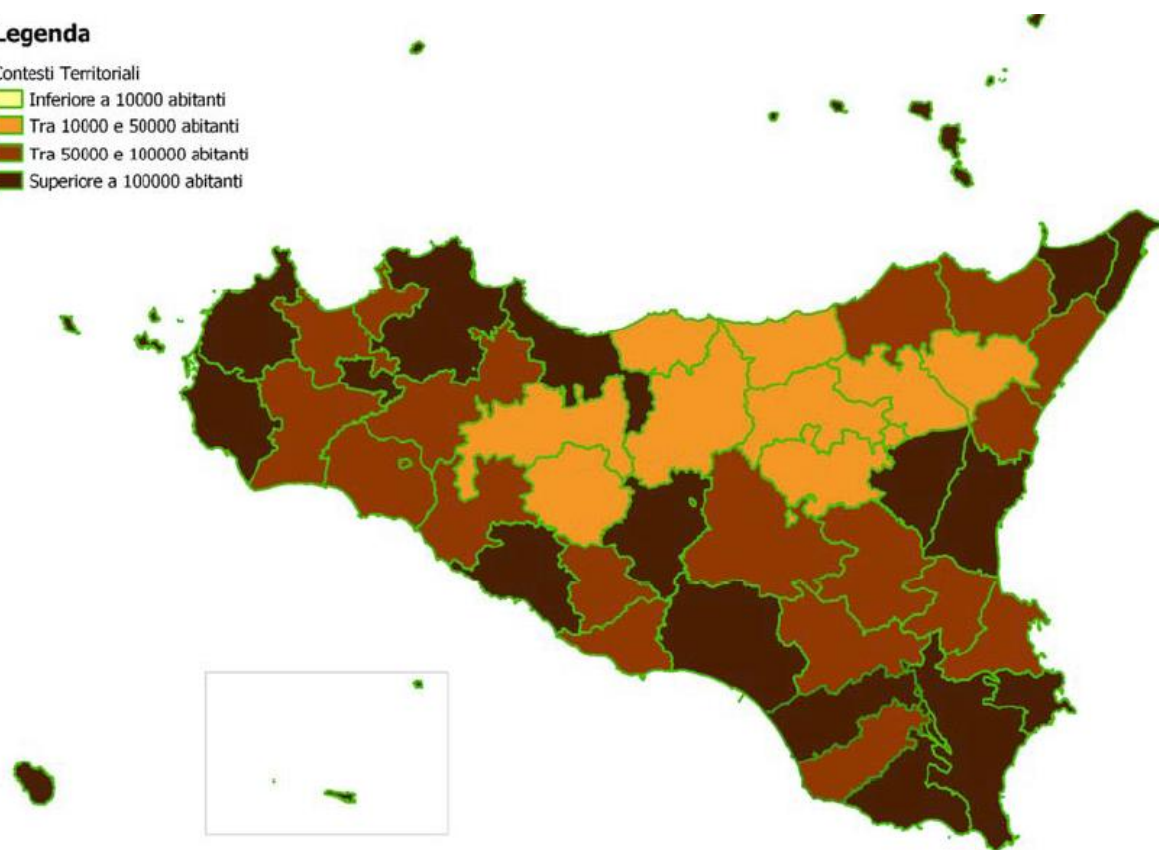 Legenda
Contesti Territoriali
Inferiore a 10000 abitanti
Tra 10000 e 50000 abitanti
Tra 50000 e 100000 abitanti
Superiore a 100000 abitanti